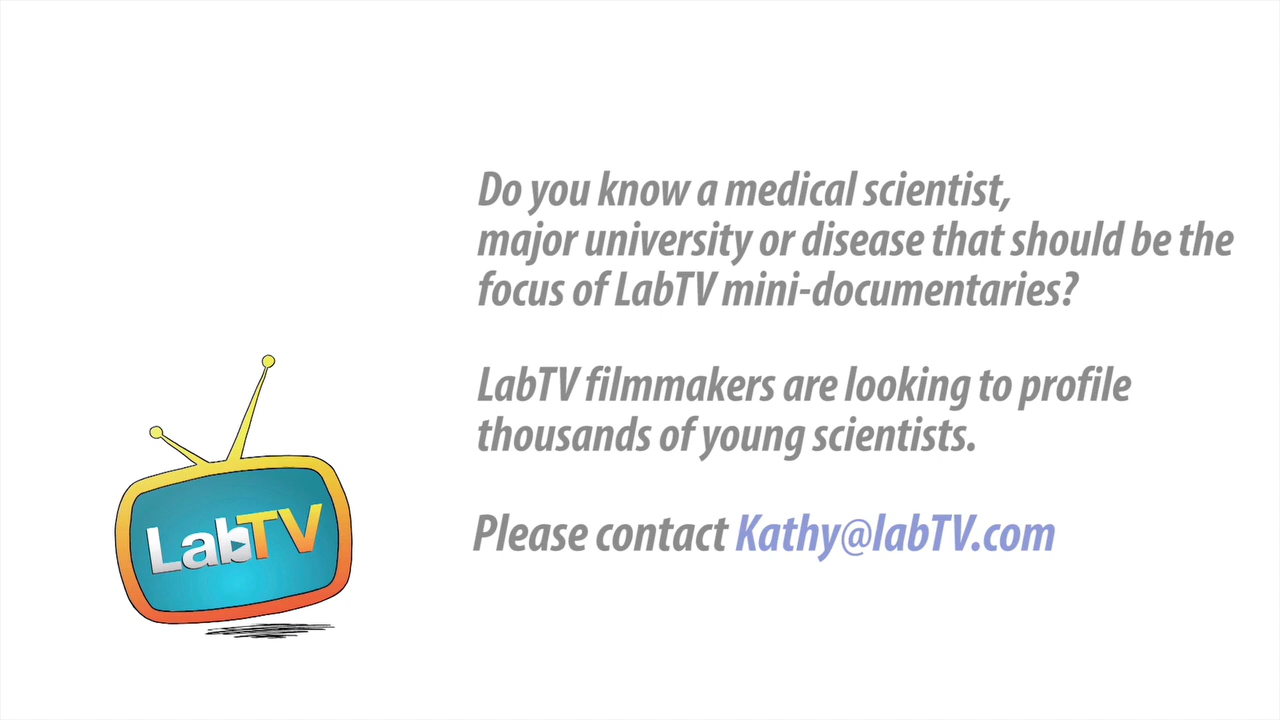 Do you know a medical scientist,
major university or disease that should be the
focus of LabTV mini-documentaries?
LabTV filmmakers are looking to profile
thousands of young scientists.
Please contact Kathy@labTV.com
LabTV